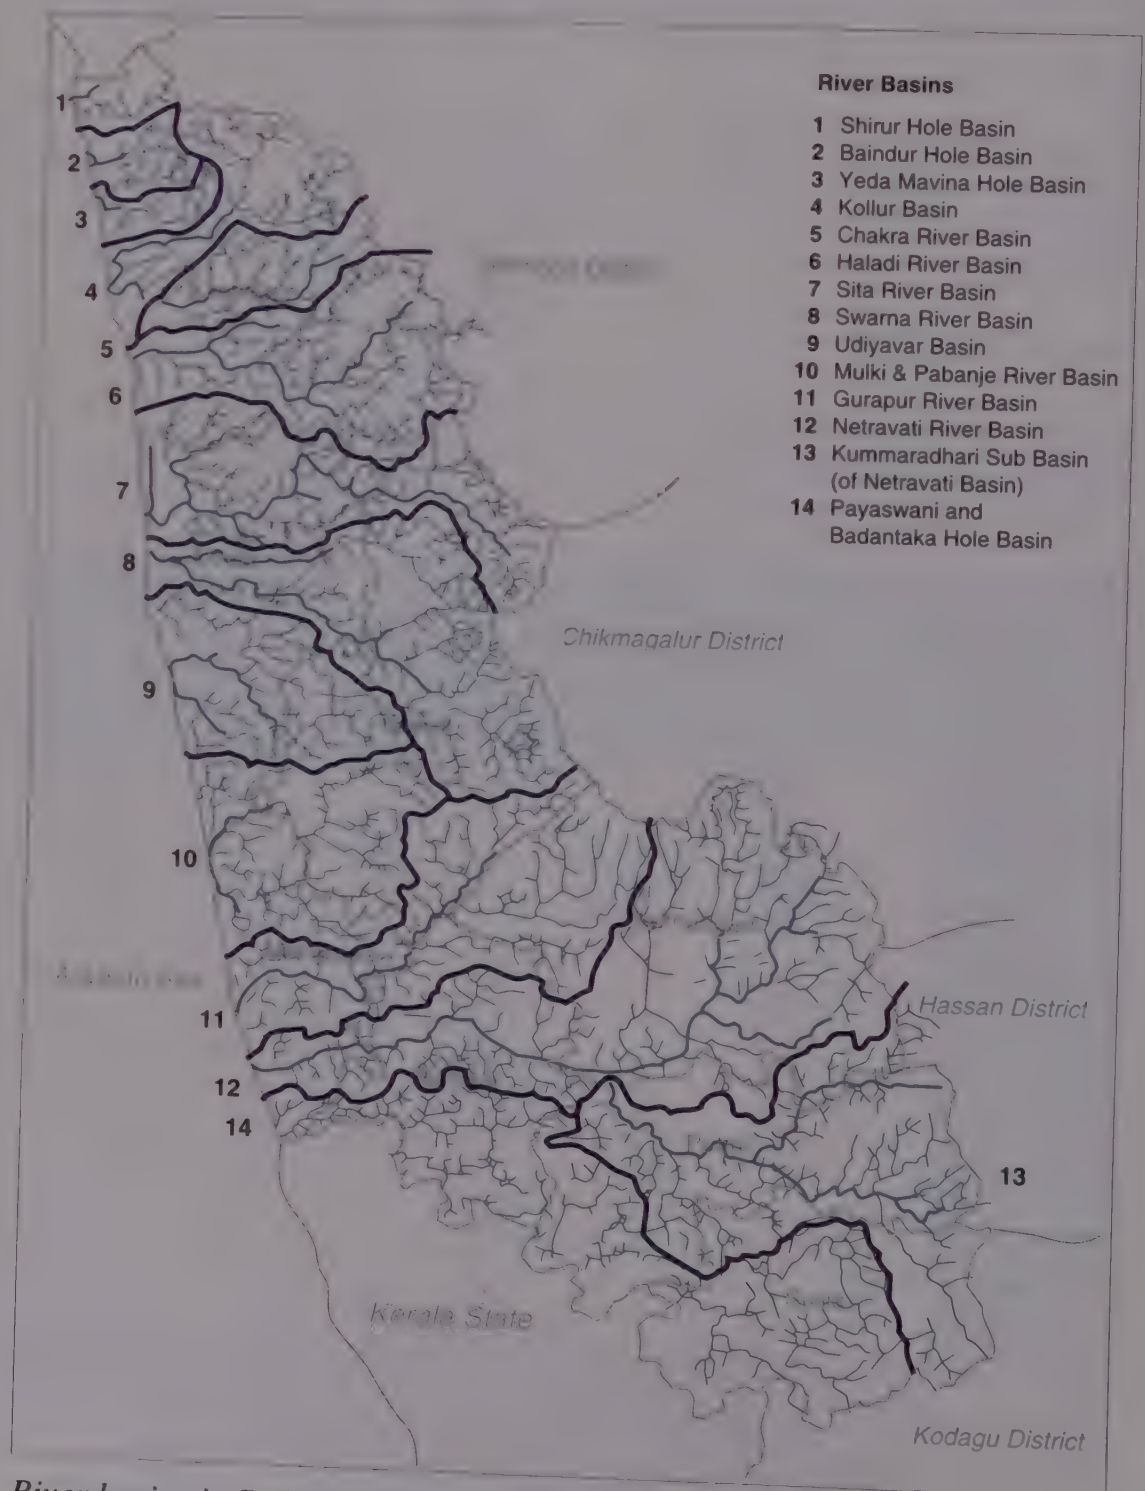 River Basins
1 Shirur Hole Basin
2 Baindur Hole Basin
3 Yeda Mavina Hole Basin
4 Kollur Basin
5 Chakra River Basin
6 Haladi River Basin
7 Sita River Basin
8 Swarna River Basin
9 Udiyavar Basin
10 Mulki & Pabanje River Basin
11 Gurapur River Basin
12 Netravati River Basin
13 Kummaradhari Sub Basin
(of Netravati Basin)
14 Payaswani and
Badantaka Hole Basin
1
2
3
4
5
6
7
8
9
10
11
12
14
13
Chikmagalur District
Hassan District
Kerala State
Kodagu District
River basins in